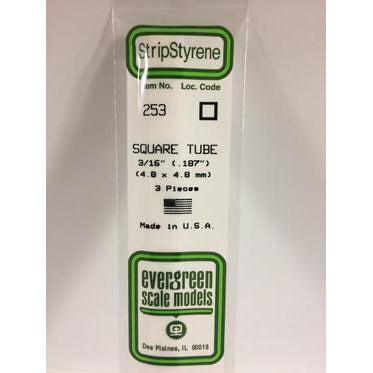 StripStyrene
Item No. Loc. Code
253
SQUARE TUBE
3/16" (.187")
(4.8 x 4.8 mm)
3 Pieces
Made in U.S.A.
evergreen
scale models
Des Plaines, IL 60018